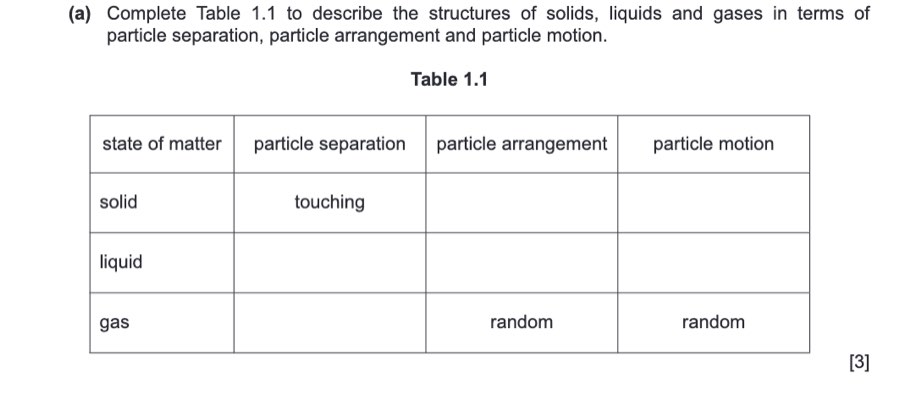 (a) Complete Table 1.1 to describe the structures of solids, liquids and gases in terms of
particle separation, particle arrangement and particle motion.
Table 1.1
state of matter particle separation particle arrangement particle motion
solid touching
liquid
gas random random
[3]